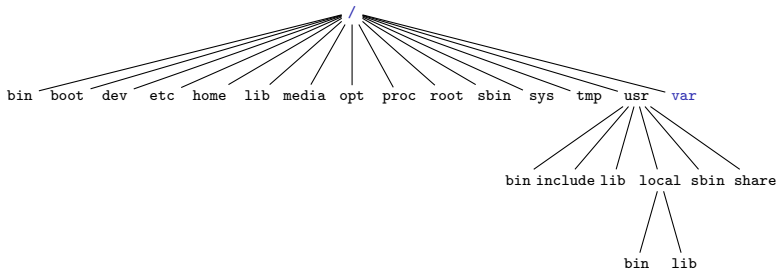 /
bin boot dev etc home lib media opt proc root sbin sys tmp usr var
bin include lib local sbin share
bin lib